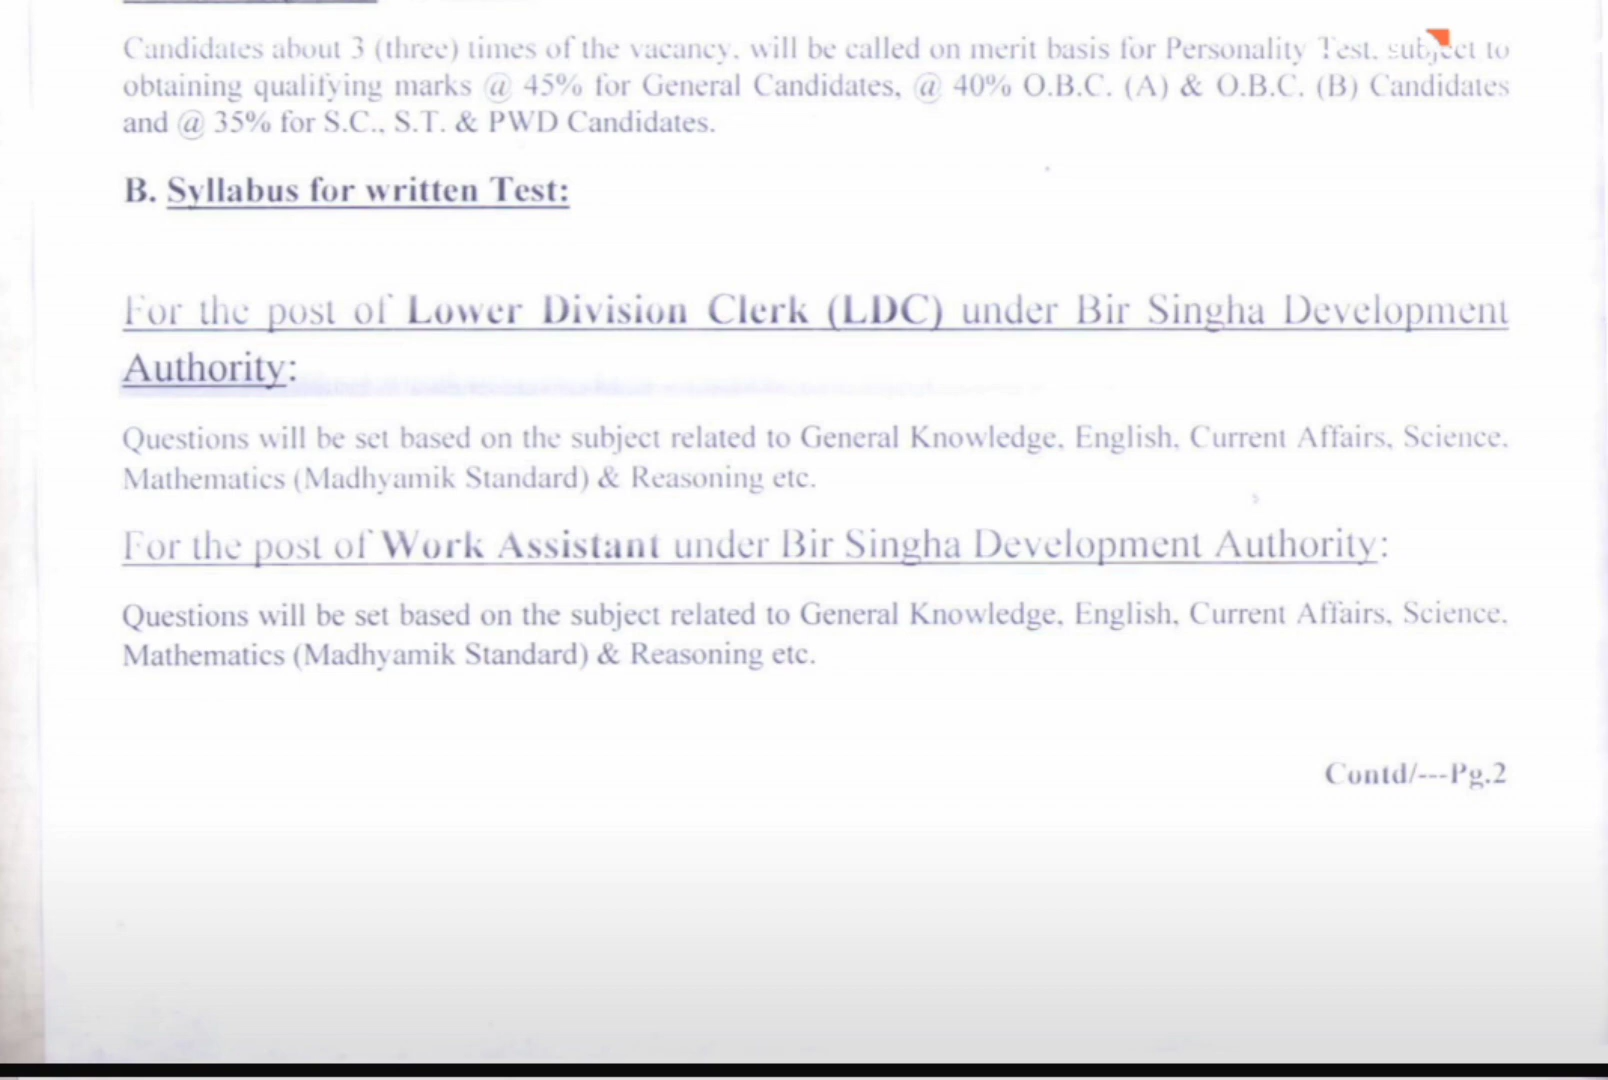 Candidates about 3 (three) times of the vacancy, will be called on merit basis for Personality Test, subject to
obtaining qualifying marks @ 45% for General Candidates, @ 40% O.B.C. (A) & O.B.C. (B) Candidates
and @ 35% for S.C., S.T. & PWD Candidates.
B. Syllabus for written Test:
For the post of Lower Division Clerk (LDC) under Bir Singha Development
Authority:
Questions will be set based on the subject related to General Knowledge, English, Current Affairs, Science,
Mathematics (Madhyamik Standard) & Reasoning etc.
For the post of Work Assistant under Bir Singha Development Authority:
Questions will be set based on the subject related to General Knowledge, English, Current Affairs, Science,
Mathematics (Madhyamik Standard) & Reasoning etc.
Contd/---Pg.2